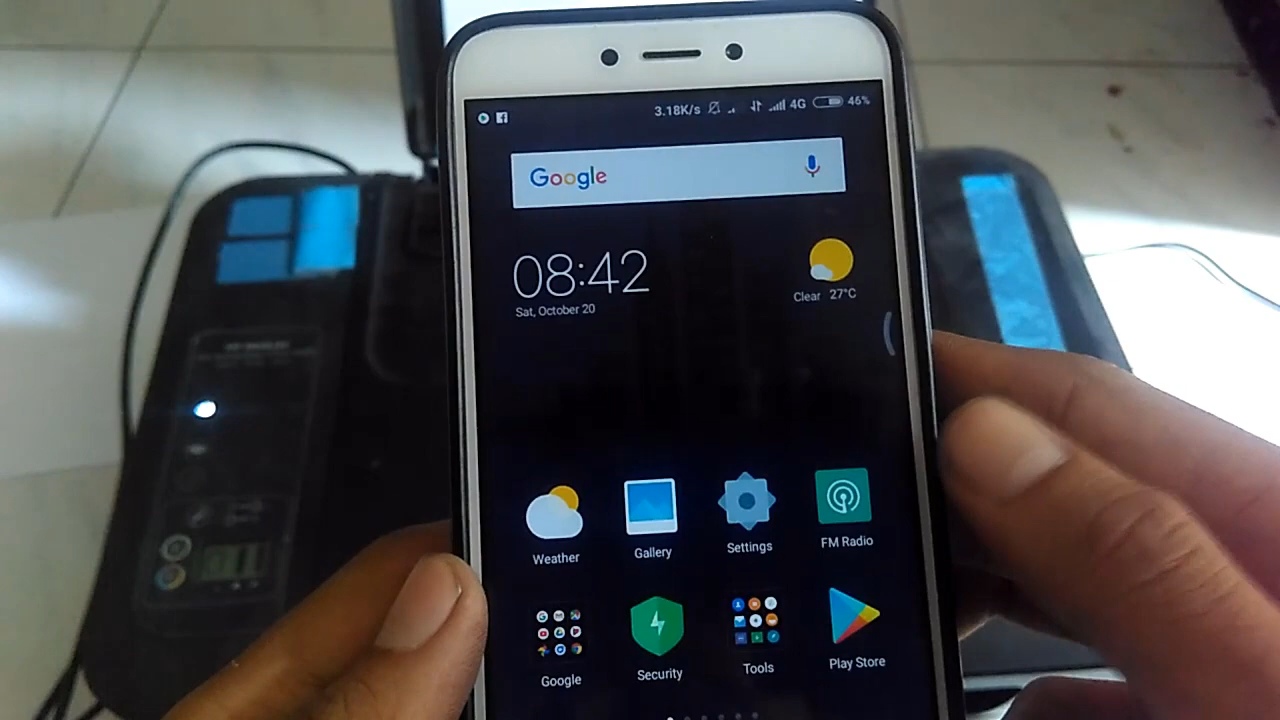 3.18K/s 4G 46%
Google
08:42
Sat, October 20
Clear 27°C
Weather Gallery Settings FM Radio
Google Security Tools Play Store